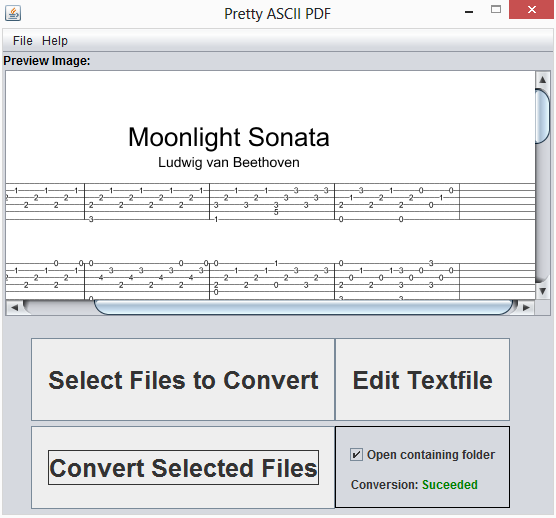 Pretty ASCII PDF
File Help
Preview Image:
Moonlight Sonata
Ludwig van Beethoven
Select Files to Convert
Edit Textfile
Convert Selected Files
Open containing folder
Conversion: Suceeded